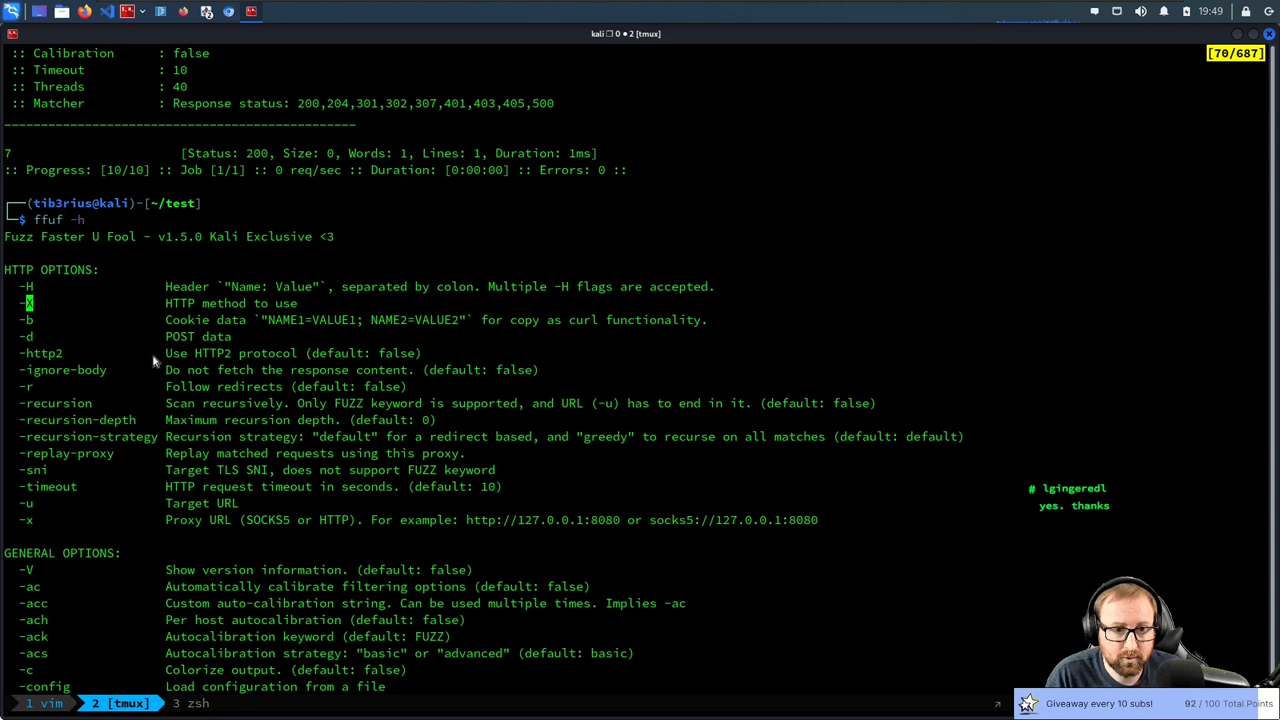 19:49
kali ❐ 0 ● 2 [tmux]
[70/687]
:: Calibration : false
:: Timeout : 10
:: Threads : 40
:: Matcher : Response status: 200,204,301,302,307,401,403,405,500
________________________________________________
7 [Status: 200, Size: 0, Words: 1, Lines: 1, Duration: 1ms]
:: Progress: [10/10] :: Job [1/1] :: 0 req/sec :: Duration: [0:00:00] :: Errors: 0 ::
┌──(tib3rius㉿kali)-[~/test]
└─$ ffuf -h
Fuzz Faster U Fool - v1.5.0 Kali Exclusive <3
HTTP OPTIONS:
-H Header `"Name: Value"`, separated by colon. Multiple -H flags are accepted.
-X HTTP method to use
-b Cookie data `"NAME1=VALUE1; NAME2=VALUE2"` for copy as curl functionality.
-d POST data
-http2 Use HTTP2 protocol (default: false)
-ignore-body Do not fetch the response content. (default: false)
-r Follow redirects (default: false)
-recursion Scan recursively. Only FUZZ keyword is supported, and URL (-u) has to end in it. (default: false)
-recursion-depth Maximum recursion depth. (default: 0)
-recursion-strategy Recursion strategy: "default" for a redirect based, and "greedy" to recurse on all matches (default: default)
-replay-proxy Replay matched requests using this proxy.
-sni Target TLS SNI, does not support FUZZ keyword
-timeout HTTP request timeout in seconds. (default: 10)
-u Target URL
-x Proxy URL (SOCKS5 or HTTP). For example: http://127.0.0.1:8080 or socks5://127.0.0.1:8080
# lgingeredl
yes. thanks
GENERAL OPTIONS:
-V Show version information. (default: false)
-ac Automatically calibrate filtering options (default: false)
-acc Custom auto-calibration string. Can be used multiple times. Implies -ac
-ach Per host autocalibration (default: false)
-ack Autocalibration keyword (default: FUZZ)
-acs Autocalibration strategy: "basic" or "advanced" (default: basic)
-c Colorize output. (default: false)
-config Load configuration from a file
1 vim 2 [tmux] 3 zsh
Giveaway every 10 subs! 92 / 100 Total Points